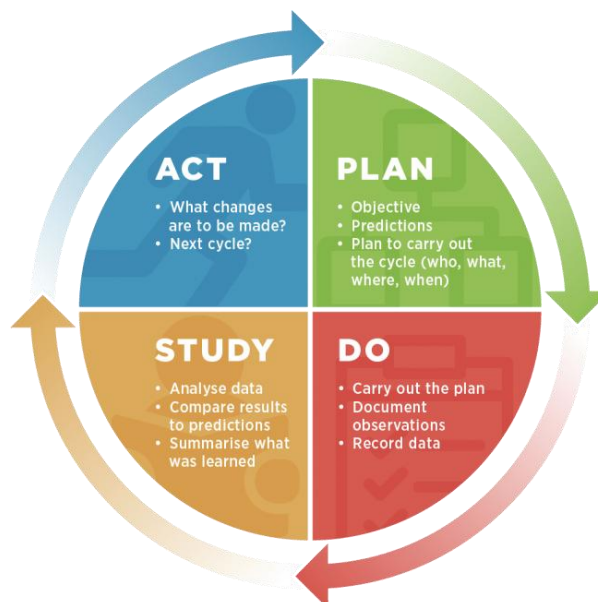 ACT
• What changes
are to be made?
• Next cycle?
PLAN
• Objective
• Predictions
• Plan to carry out
the cycle (who, what,
where, when)
STUDY
• Analyse data
• Compare results
to predictions
• Summarise what
was learned
DO
• Carry out the plan
• Document
observations
• Record data